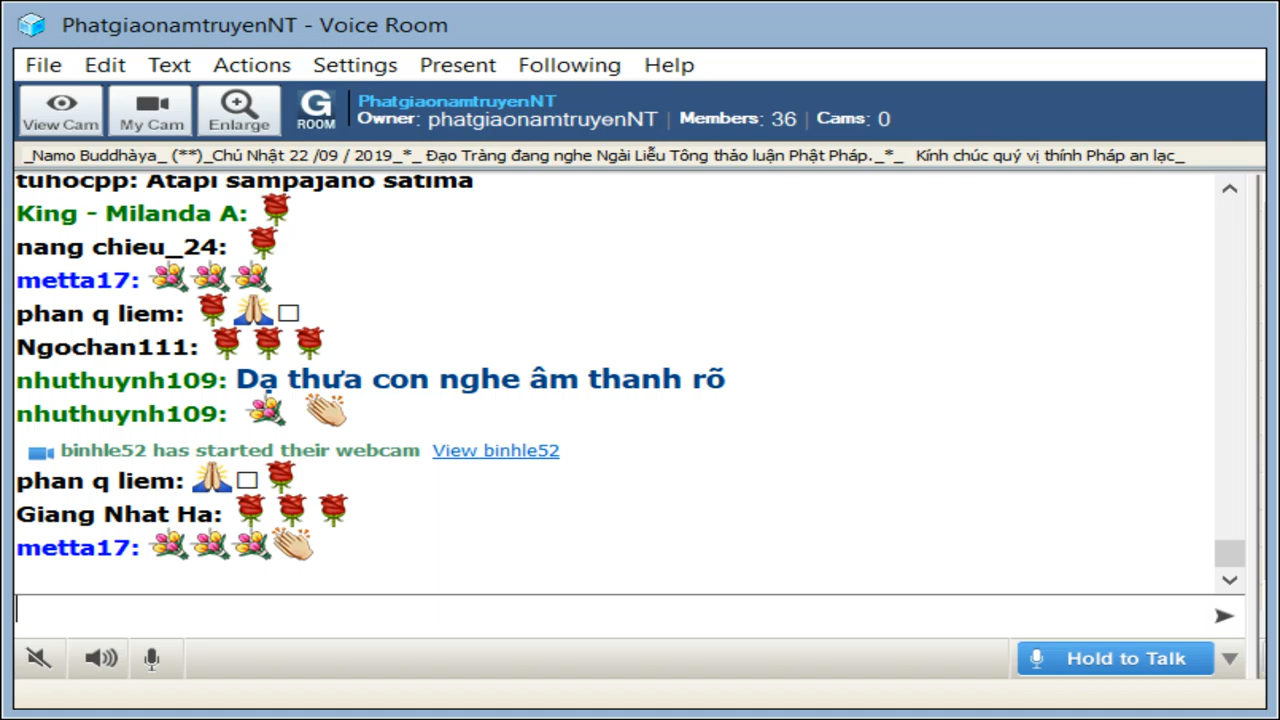 PhatgiaonamtruyenNT - Voice Room
File Edit Text Actions Settings Present Following Help
View Cam My Cam Enlarge G ROOM PhatgiaonamtruyenNT
Owner: phatgiaonamtruyenNT | Members: 36 | Cams: 0
_Namo Buddhàya_ (**)_Chủ Nhật 22 /09 / 2019_*_ Đạo Tràng đang nghe Ngài Liễu Tông thảo luận Phật Pháp._*_ Kính chúc quý vị thính Pháp an lạc_
tuhocpp: Atapi sampajano satima
King - Milanda A: 🌹
nang chieu_24: 🌹
metta17: 💐💐💐
phan q liem: 🌹🙏□
Ngochan111: 🌹🌹🌹
nhuthuynh109: Dạ thưa con nghe âm thanh rõ
nhuthuynh109: 💐 👏
binhle52 has started their webcam View binhle52
phan q liem: 🙏□🌹
Giang Nhat Ha: 🌹🌹🌹
metta17: 💐💐💐👏
Hold to Talk